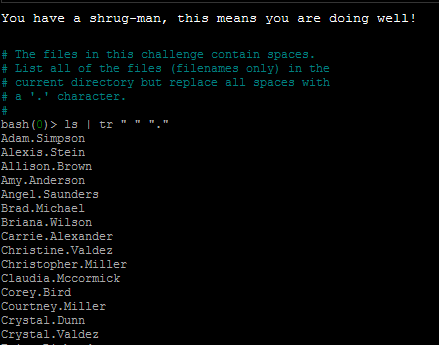 You have a shrug-man, this means you are doing well!
# The files in this challenge contain spaces.
# List all of the files (filenames only) in the
# current directory but replace all spaces with
# a '.' character.
#
bash(0)> ls | tr " " "."
Adam.Simpson
Alexis.Stein
Allison.Brown
Amy.Anderson
Angel.Saunders
Brad.Michael
Briana.Wilson
Carrie.Alexander
Christine.Valdez
Christopher.Miller
Claudia.Mccormick
Corey.Bird
Courtney.Miller
Crystal.Dunn
Crystal.Valdez